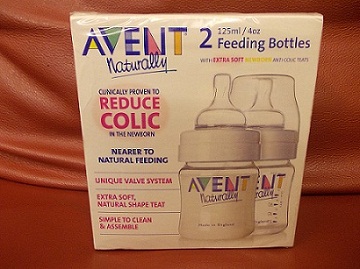 AVENT
Naturally
2 125ml / 4oz
Feeding Bottles
WITH EXTRA SOFT NEWBORN ANTI-COLIC TEATS
CLINICALLY PROVEN TO
REDUCE
COLIC
IN THE NEWBORN
NEARER TO
NATURAL FEEDING
UNIQUE VALVE SYSTEM
EXTRA SOFT,
NATURAL SHAPE TEAT
SIMPLE TO CLEAN
& ASSEMBLE
AVENT
Naturally
Made in England